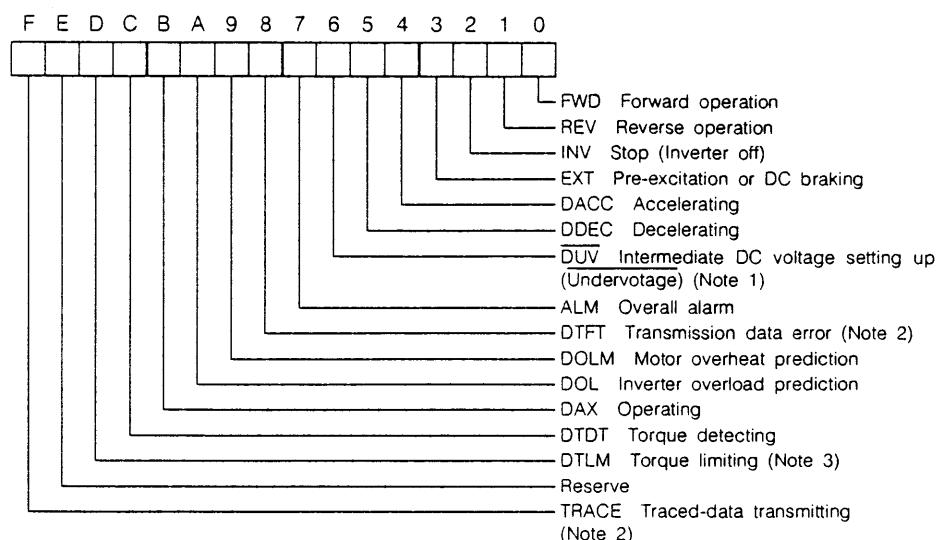 F E D C B A 9 8 7 6 5 4 3 2 1 0
FWD Forward operation
REV Reverse operation
INV Stop (Inverter off)
EXT Pre-excitation or DC braking
DACC Accelerating
DDEC Decelerating
DUV Intermediate DC voltage setting up
(Undervotage) (Note 1)
ALM Overall alarm
DTFT Transmission data error (Note 2)
DOLM Motor overheat prediction
DOL Inverter overload prediction
DAX Operating
DTDT Torque detecting
DTLM Torque limiting (Note 3)
Reserve
TRACE Traced-data transmitting
(Note 2)